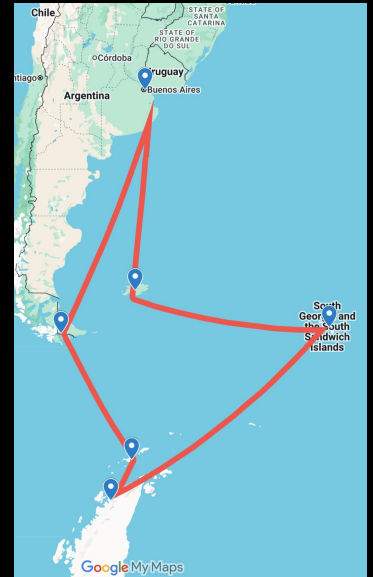 Chile
STATE OF
SANTA
CATARINA
STATE OF
RIO GRANDE
DO SUL
Córdoba
ntiago
Uruguay
Buenos Aires
Argentina
South
Georgia and
the South
Sandwich
Islands
Google My Maps